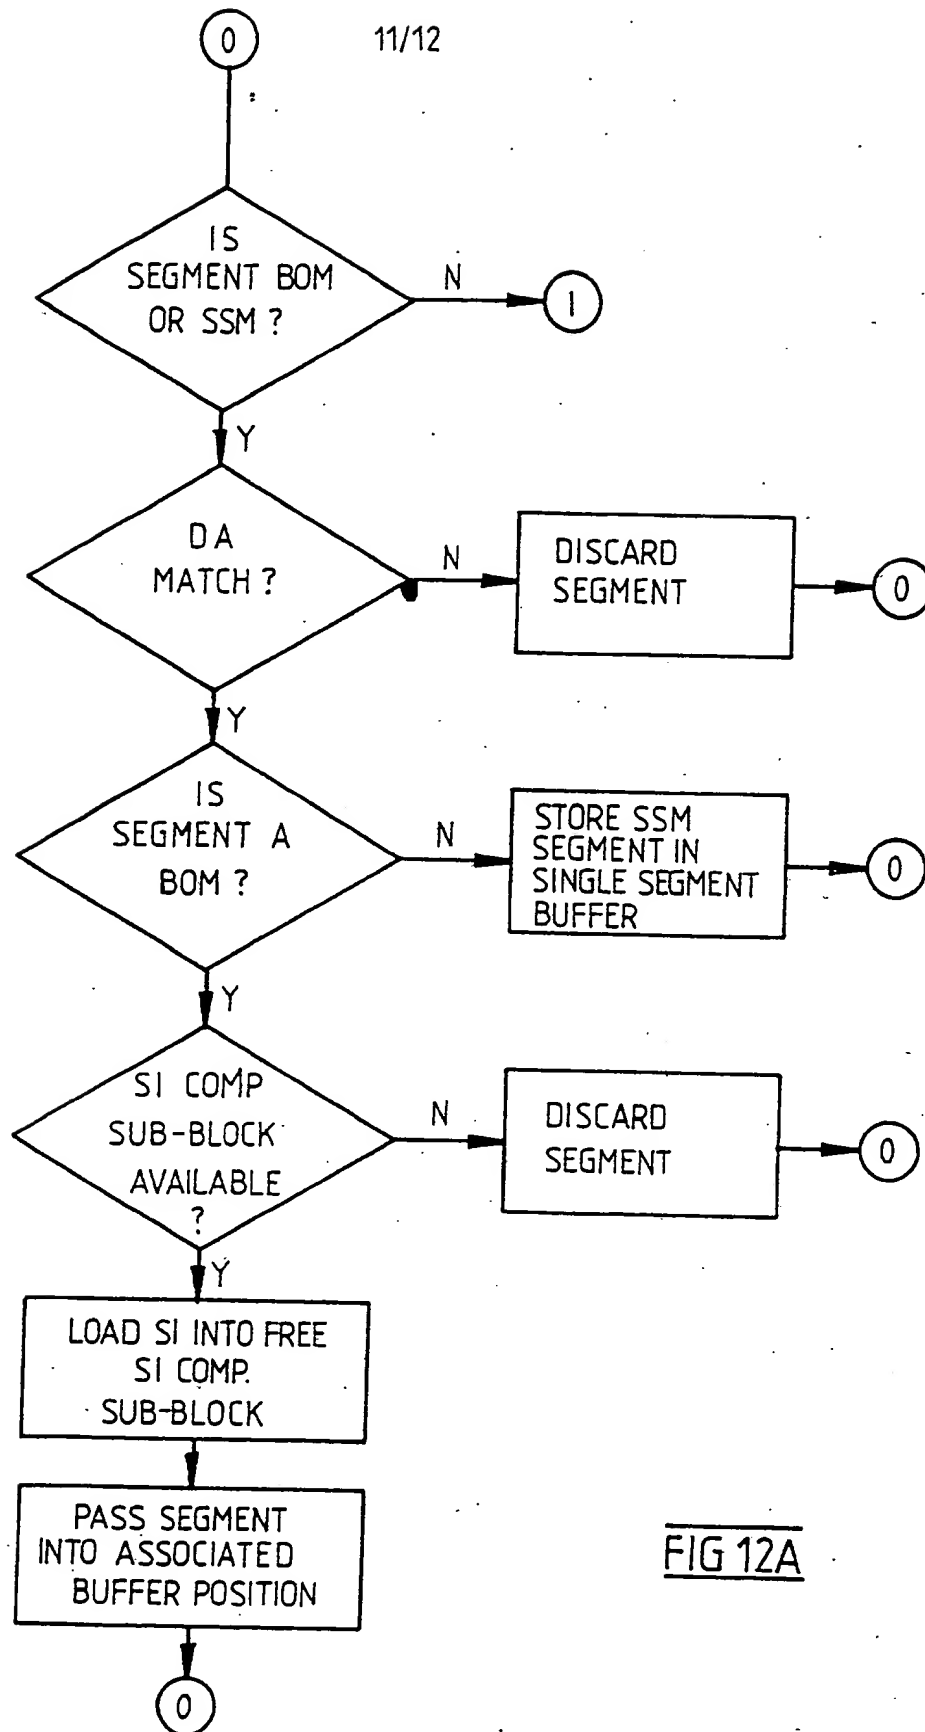 0
11/12
IS
SEGMENT BOM
OR SSM ?
N
1
Y
DA
MATCH ?
N
DISCARD
SEGMENT
0
Y
IS
SEGMENT A
BOM ?
N
STORE SSM
SEGMENT IN
SINGLE SEGMENT
BUFFER
0
Y
SI COMP
SUB-BLOCK
AVAILABLE
?
N
DISCARD
SEGMENT
0
Y
LOAD SI INTO FREE
SI COMP.
SUB-BLOCK
PASS SEGMENT
INTO ASSOCIATED
BUFFER POSITION
0
FIG 12A